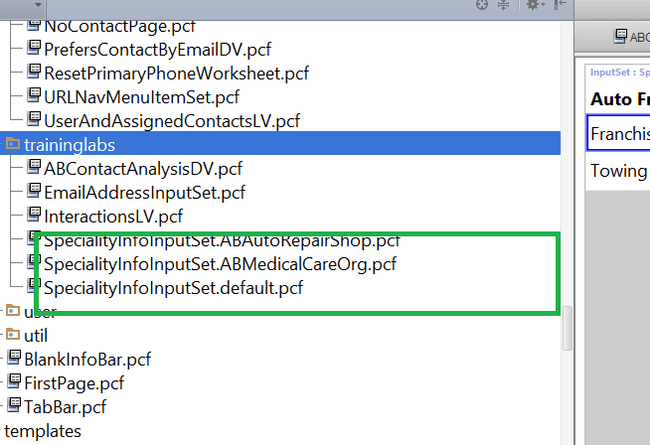 NoContactPage.pcf
PrefersContactByEmailDV.pcf
ResetPrimaryPhoneWorksheet.pcf
URLNavMenuItemSet.pcf
UserAndAssignedContactsLV.pcf
traininglabs
ABContactAnalysisDV.pcf
EmailAddressInputSet.pcf
InteractionsLV.pcf
SpecialityInfoInputSet.ABAutoRepairShop.pcf
SpecialityInfoInputSet.ABMedicalCareOrg.pcf
SpecialityInfoInputSet.default.pcf
user
util
BlankInfoBar.pcf
FirstPage.pcf
TabBar.pcf
templates
ABC
InputSet : Sp
Auto Fr
Franchis
Towing